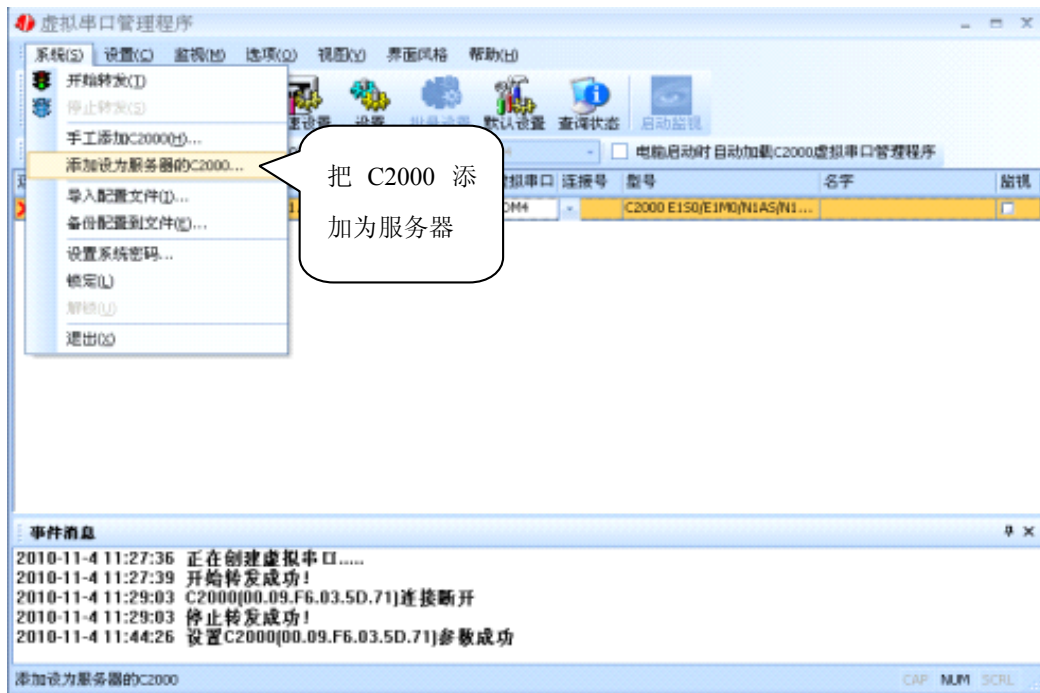 虚拟串口管理程序
系统(S) 设置(C) 监视(M) 选项(O) 视图(V) 界面风格 帮助(H)
开始转发(T)
停止转发(S)
手工添加C2000(H)...
添加设为服务器的C2000...
导入配置文件(I)...
备份配置到文件(E)...
设置系统密码...
锁定(L)
解锁(U)
退出(X)
设置 批量设置 默认设置 查询状态 启动监视
电脑启动时自动加载C2000虚拟串口管理程序
把 C2000 添
加为服务器
拟串口 连接号 型号 名字 监视
OM4 C2000 E1S0/E1M0/N1AS/N1...
事件消息
2010-11-4 11:27:36 正在创建虚拟串口.....
2010-11-4 11:27:39 开始转发成功!
2010-11-4 11:29:03 C2000[00.09.F6.03.5D.71]连接断开
2010-11-4 11:29:03 停止转发成功!
2010-11-4 11:44:26 设置C2000[00.09.F6.03.5D.71]参数成功
添加设为服务器的C2000 CAP NUM SCRL